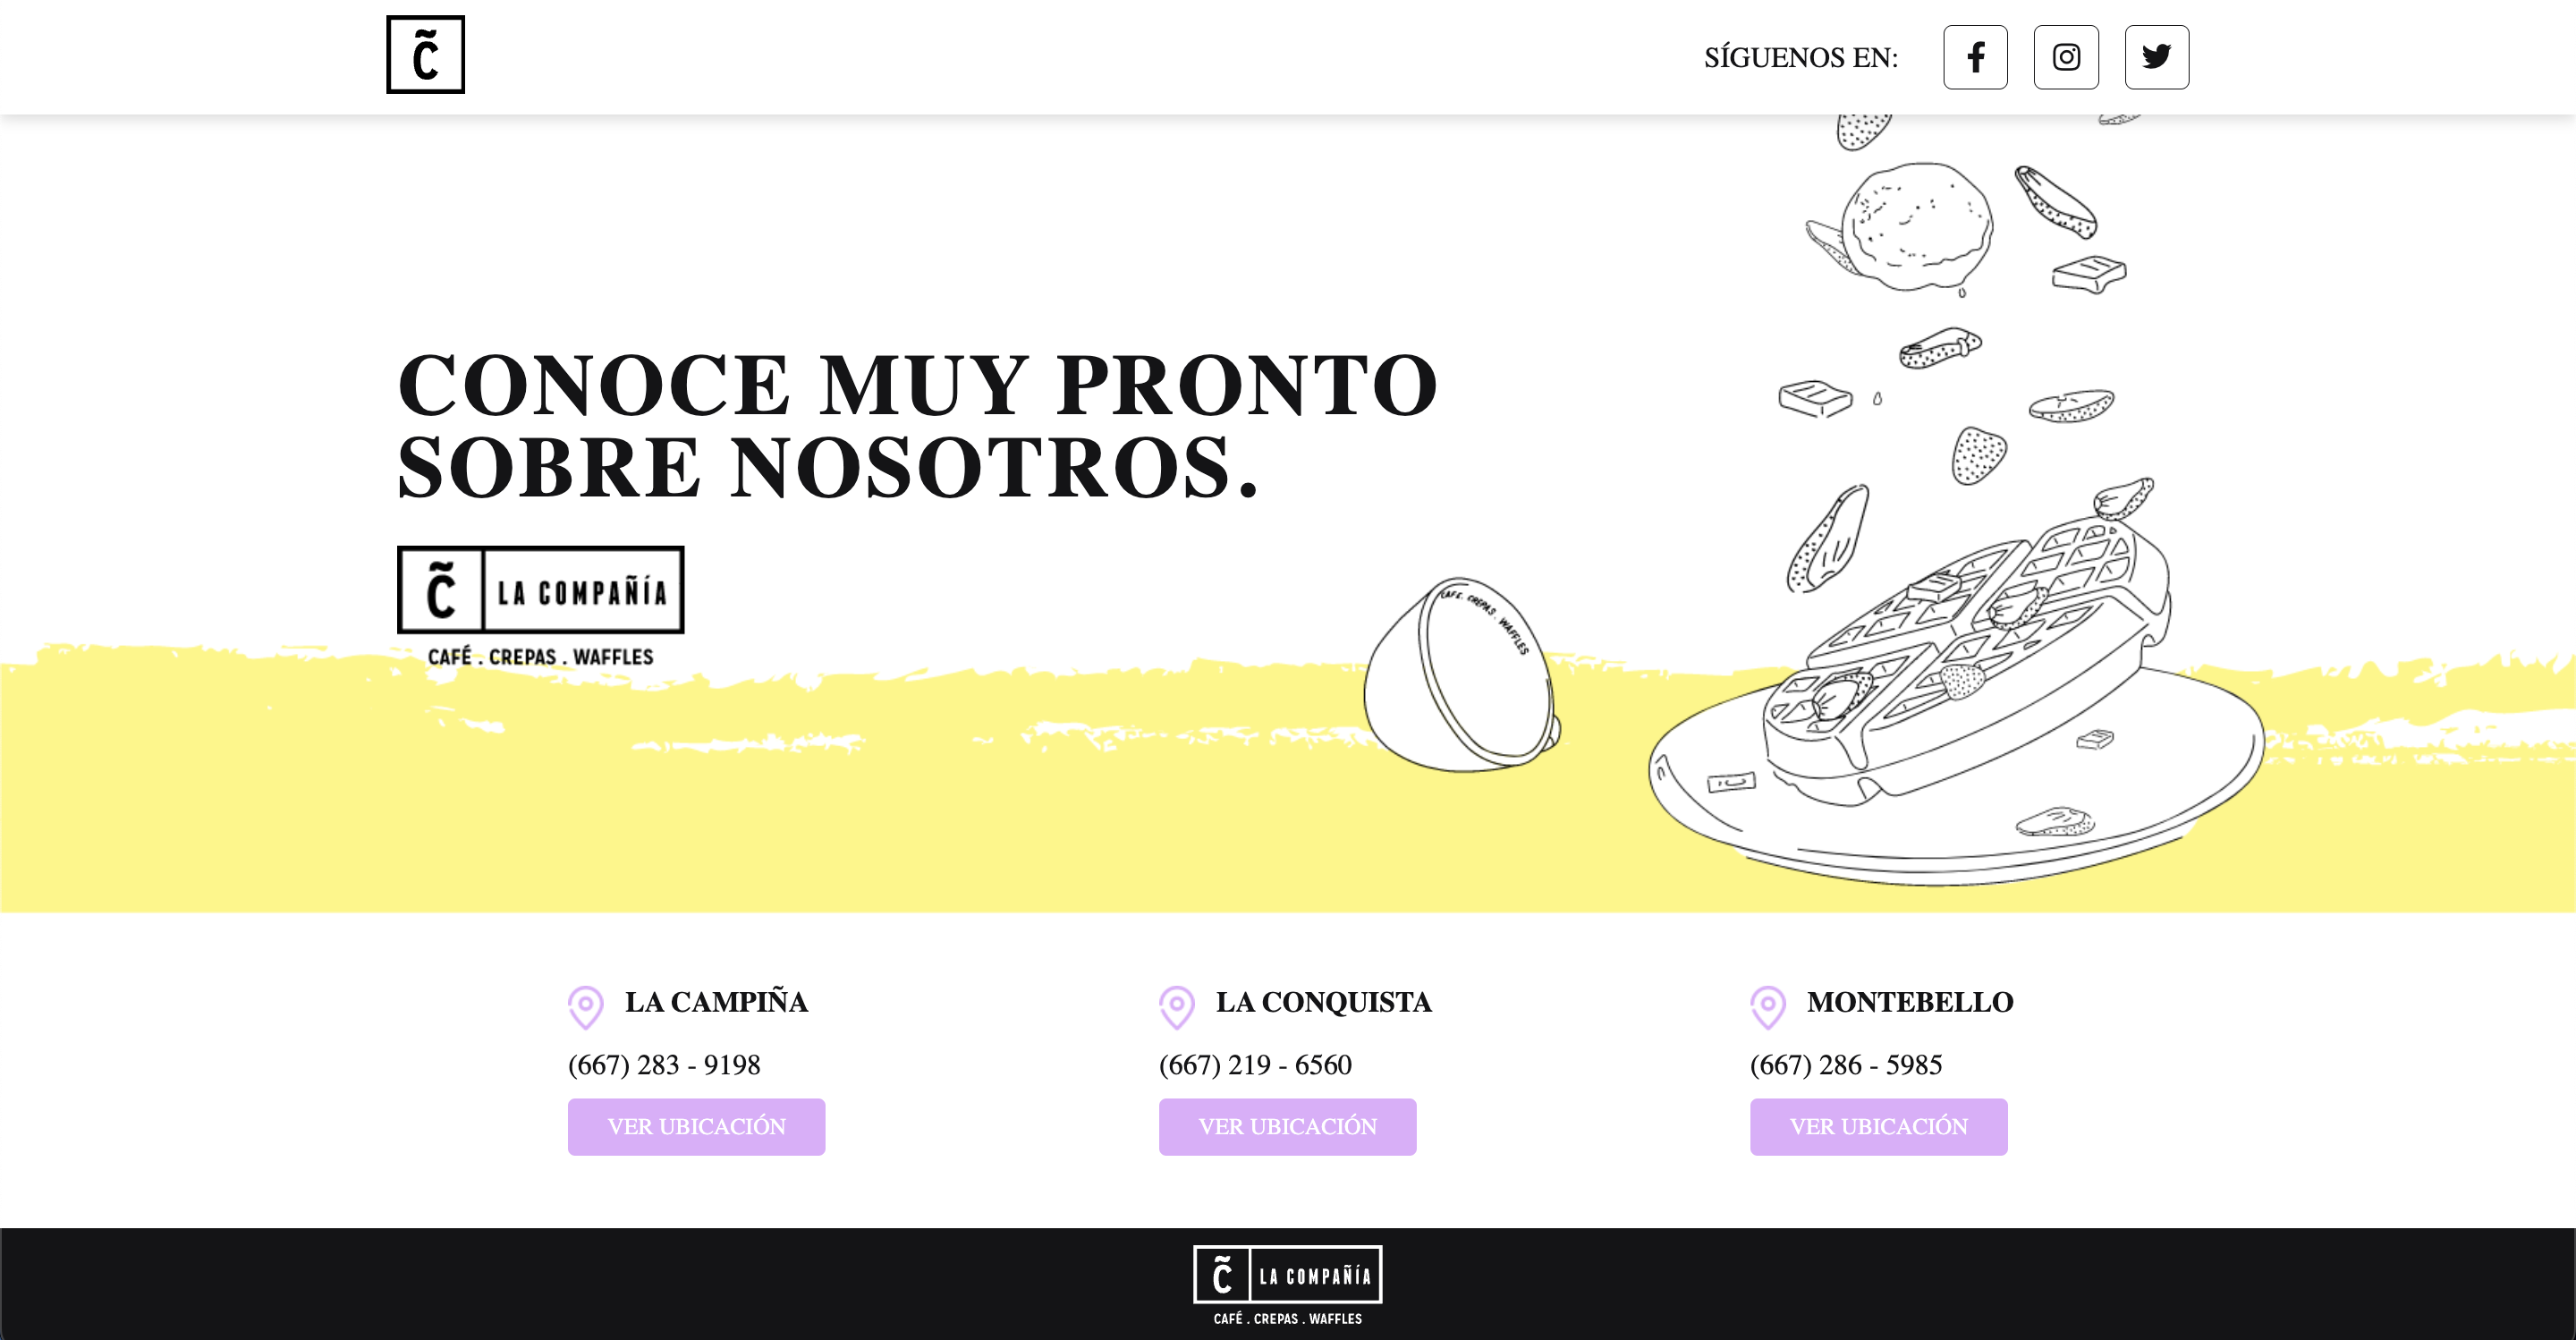 C̃
SÍGUENOS EN:
CONOCE MUY PRONTO
SOBRE NOSOTROS.
C̃ LA COMPAÑÍA
CAFÉ . CREPAS . WAFFLES
CAFÉ . CREPAS . WAFFLES
LA CAMPIÑA
(667) 283 - 9198
VER UBICACIÓN
LA CONQUISTA
(667) 219 - 6560
VER UBICACIÓN
MONTEBELLO
(667) 286 - 5985
VER UBICACIÓN
C̃ LA COMPAÑÍA
CAFÉ . CREPAS . WAFFLES